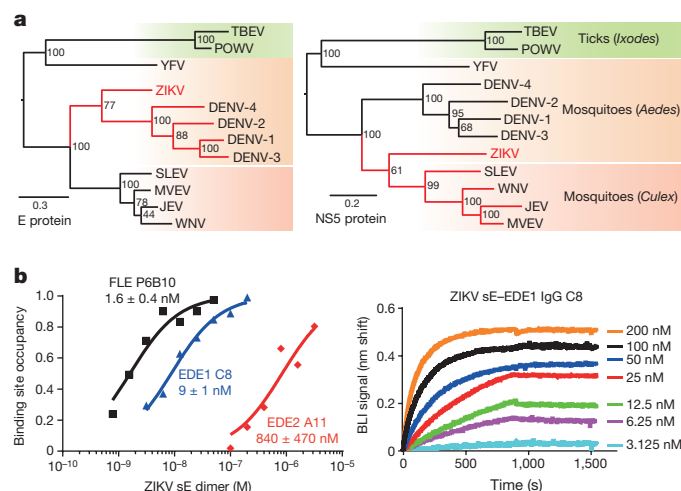 a
TBEV
100
POWV
YFV
100
ZIKV
77
DENV-4
100
DENV-2
88
DENV-1
100
DENV-3
100
SLEV
100
MVEV
78
JEV
44
WNV
0.3
E protein
TBEV
100
POWV
Ticks (Ixodes)
YFV
DENV-4
100
DENV-2
95
DENV-1
68
DENV-3
Mosquitoes (Aedes)
100
ZIKV
61
SLEV
99
WNV
100
JEV
100
MVEV
Mosquitoes (Culex)
0.2
NS5 protein
b
FLE P6B10
1.6 ± 0.4 nM
EDE1 C8
9 ± 1 nM
EDE2 A11
840 ± 470 nM
Binding site occupancy
1.0
0.8
0.6
0.4
0.2
0
10⁻¹⁰
10⁻⁹
10⁻⁸
10⁻⁷
10⁻⁶
10⁻⁵
ZIKV sE dimer (M)
ZIKV sE–EDE1 IgG C8
BLI signal (nm shift)
0.6
0.4
0.2
0
200 nM
100 nM
50 nM
25 nM
12.5 nM
6.25 nM
3.125 nM
0
500
1,000
1,500
Time (s)